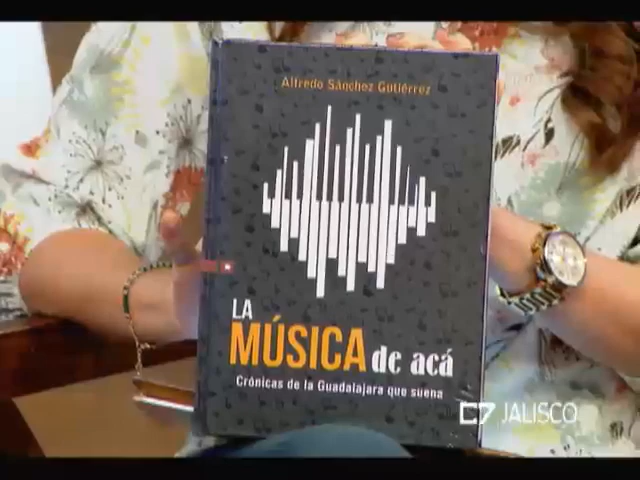 Alfredo Sánchez Gutiérrez
LA
MÚSICA de acá
Crónicas de la Guadalajara que suena
C7 JALISCO